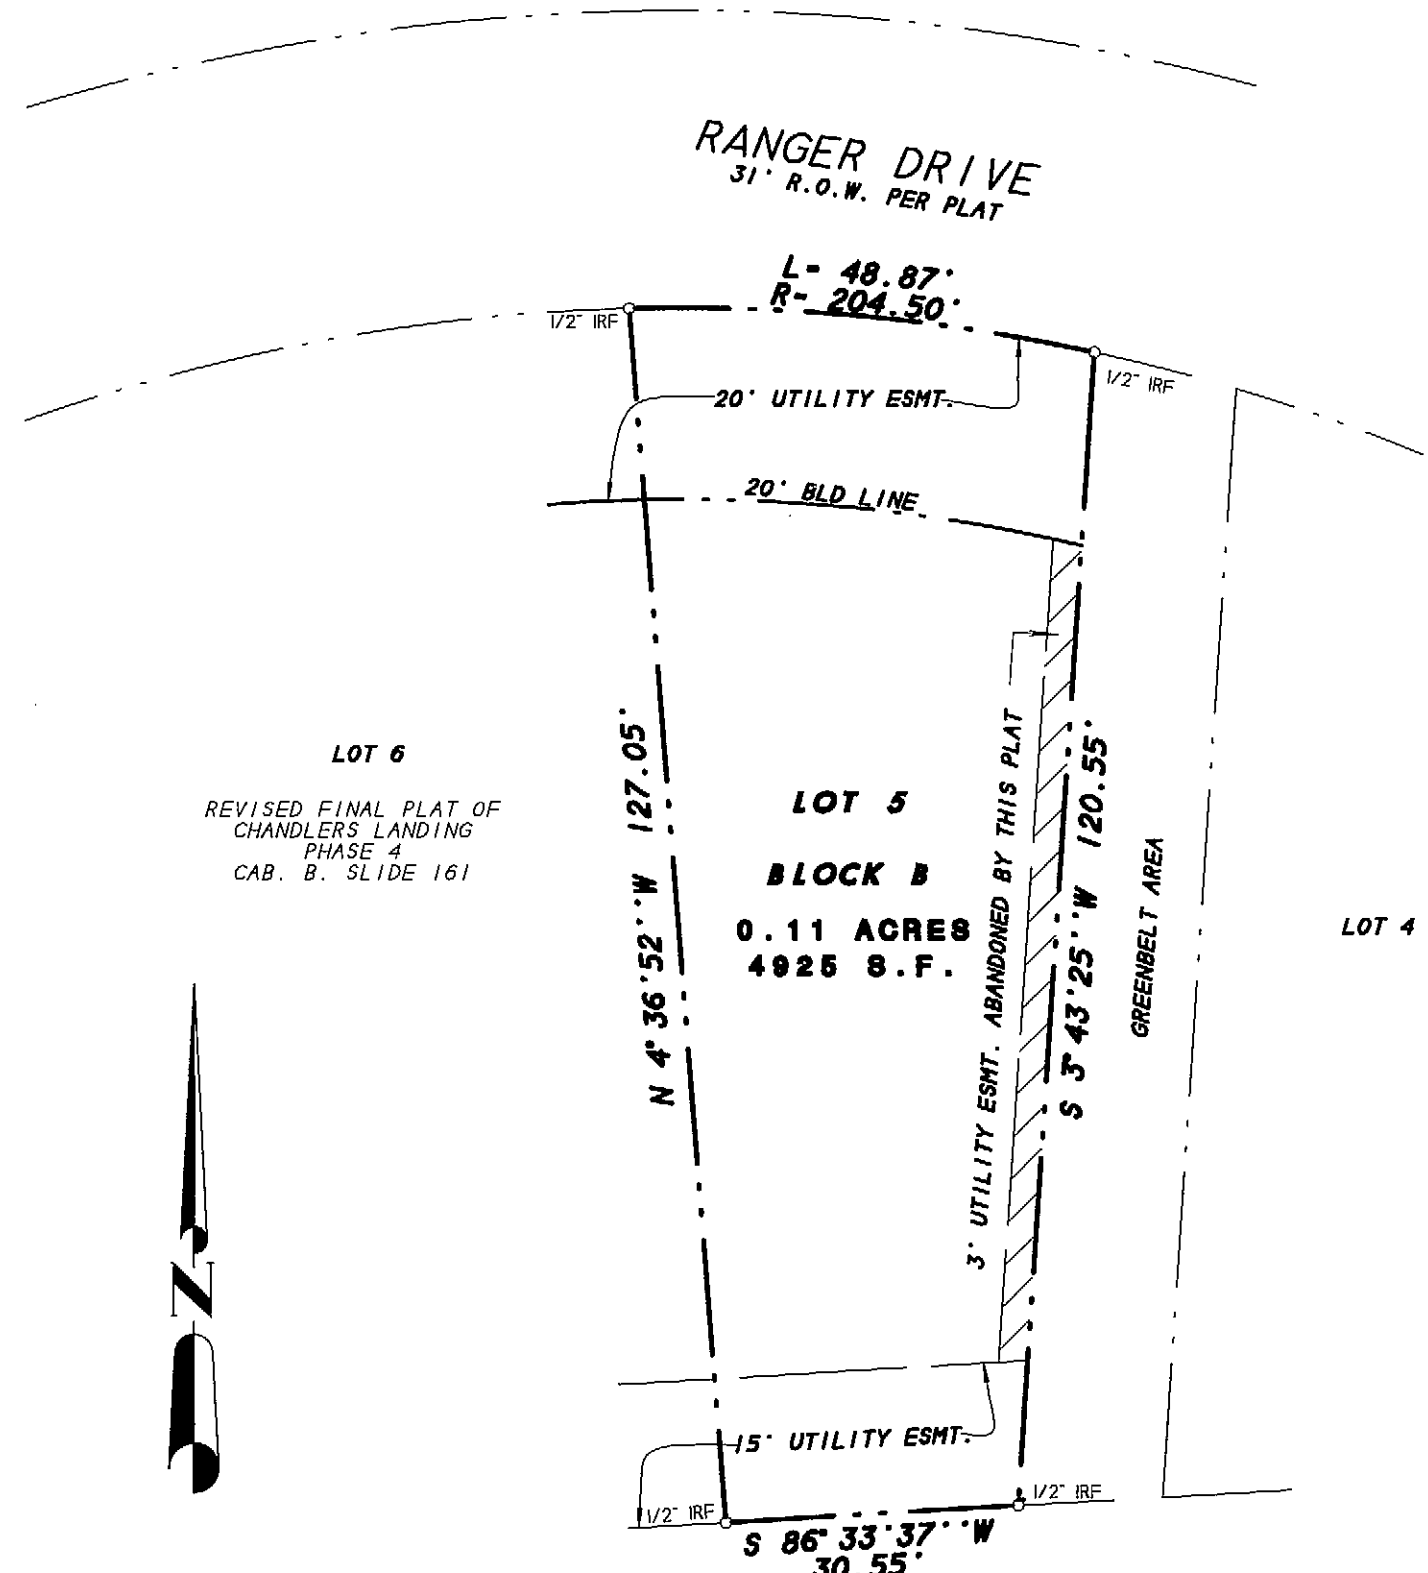 RANGER DRIVE
31' R.O.W. PER PLAT
L- 48.87'
R- 204.50'
1/2" IRF
1/2" IRF
20' UTILITY ESMT.
20' BLD LINE
LOT 6
REVISED FINAL PLAT OF
CHANDLERS LANDING
PHASE 4
CAB. B. SLIDE 161
N 4°36'52''W 127.05'
LOT 5
BLOCK B
0.11 ACRES
4925 S.F.
3' UTILITY ESMT. ABANDONED BY THIS PLAT
S 3°43'25''W 120.55'
GREENBELT AREA
LOT 4
N
15' UTILITY ESMT.
1/2" IRF
1/2" IRF
S 86°33'37''W
30.55'